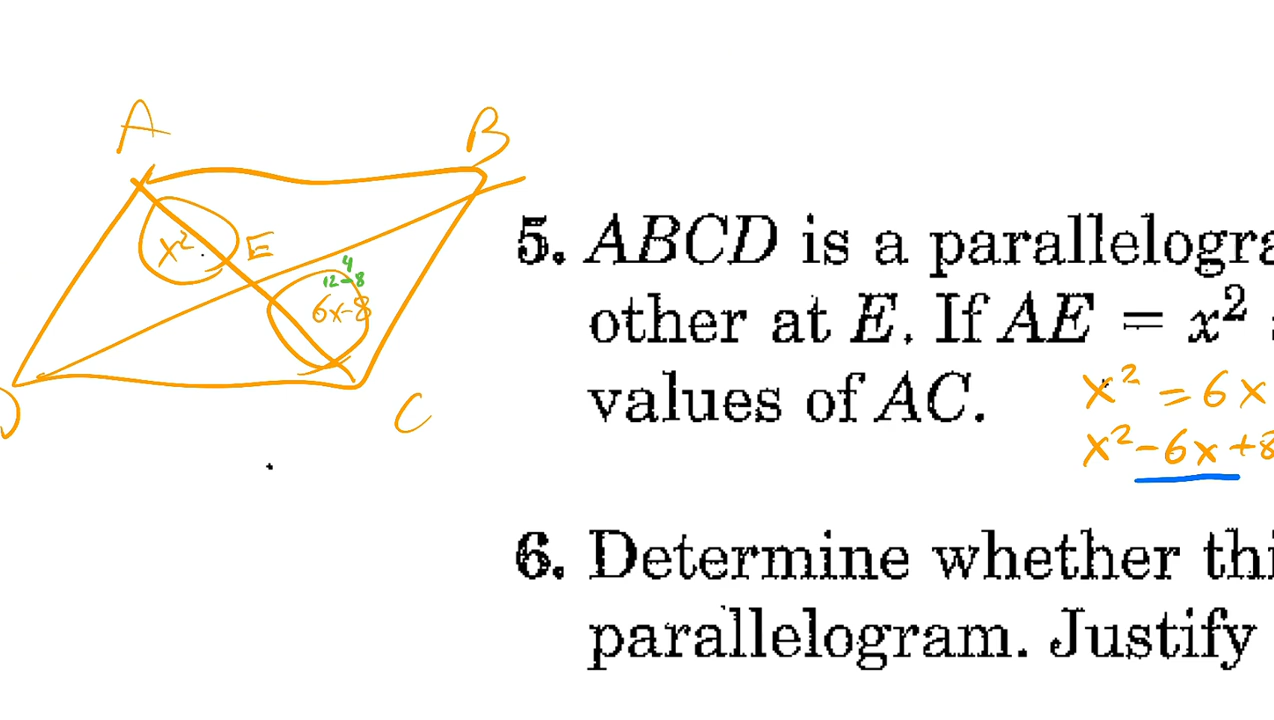 A
B
x² E
4
12-8
6x-8
D
C
5. ABCD is a parallelogra
other at E. If AE = x²
values of AC.
x² = 6x
x²-6x+8
6. Determine whether thi
parallelogram. Justify